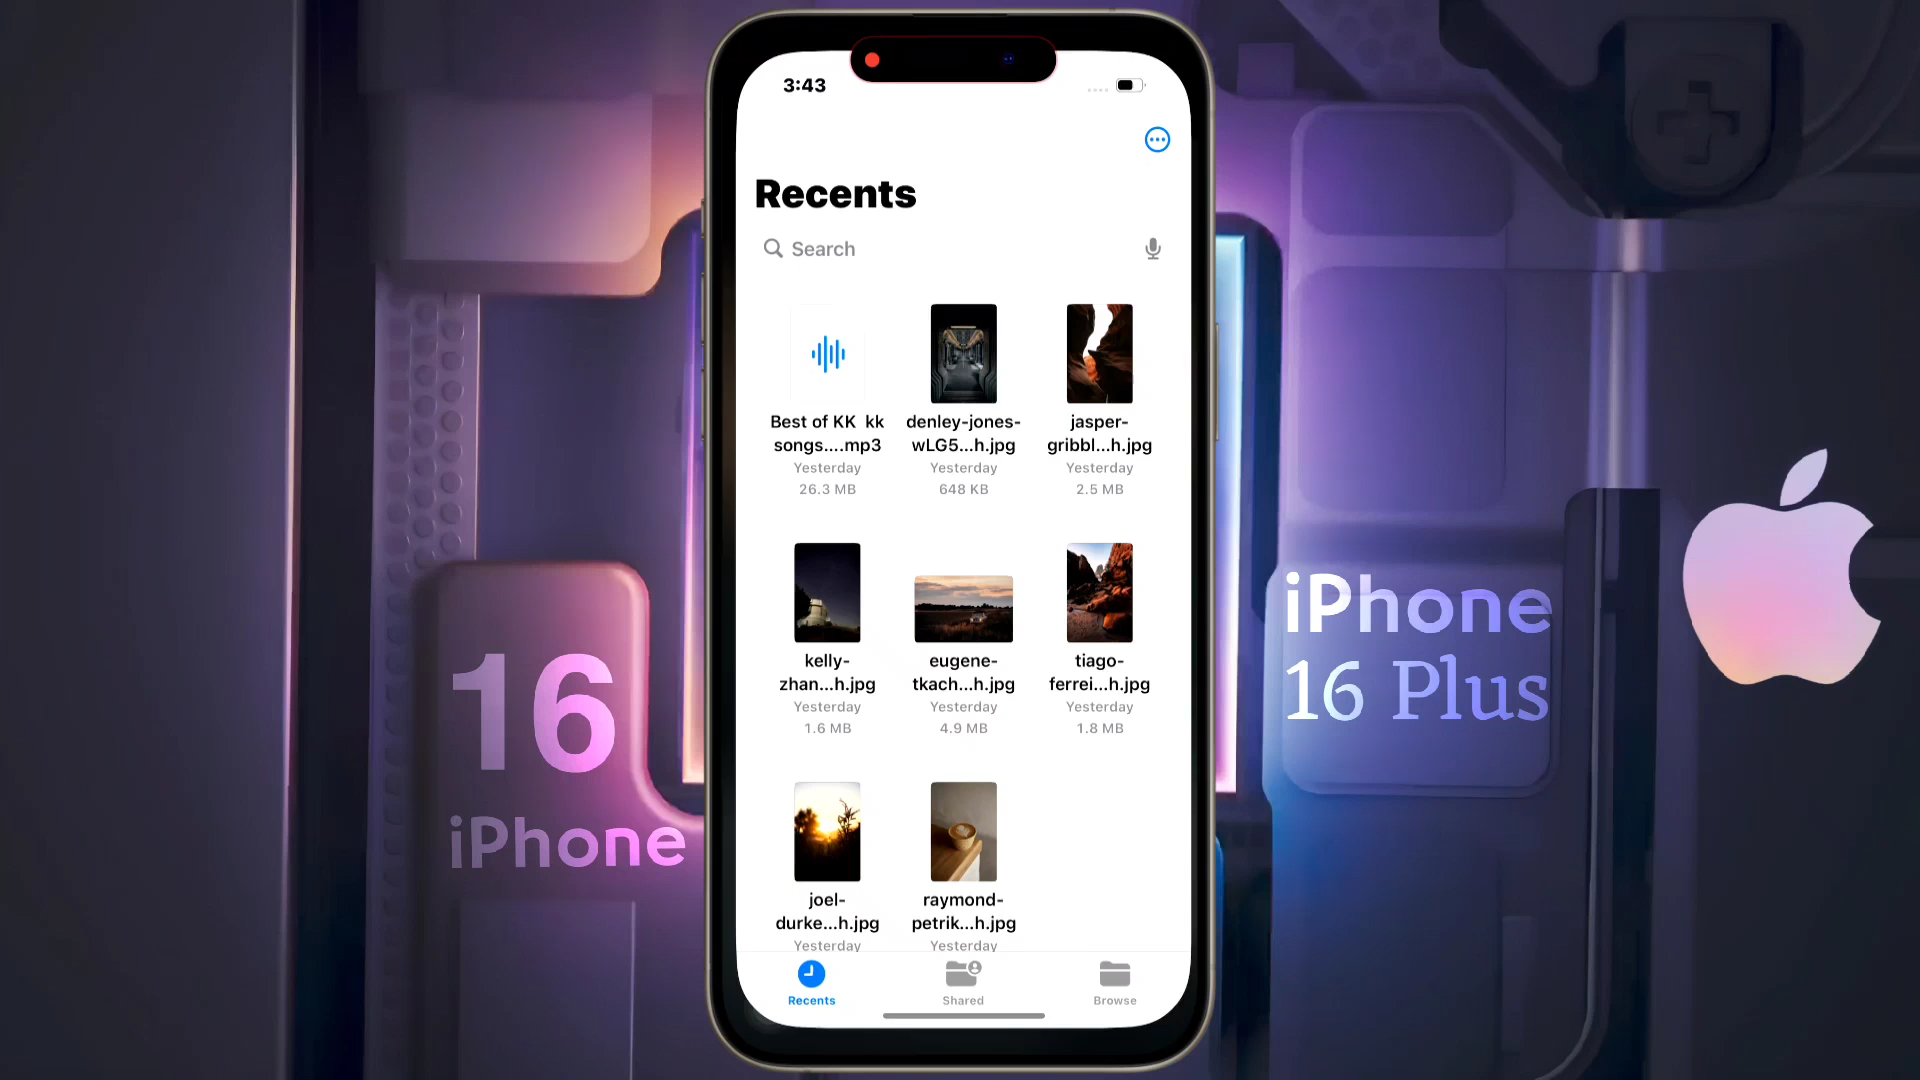 3:43
Recents
Search
Best of KK kk
songs....mp3
Yesterday
26.3 MB
denley-jones-
wLG5...h.jpg
Yesterday
648 KB
jasper-
gribbl...h.jpg
Yesterday
2.5 MB
kelly-
zhan...h.jpg
Yesterday
1.6 MB
eugene-
tkach...h.jpg
Yesterday
4.9 MB
tiago-
ferrei...h.jpg
Yesterday
1.8 MB
joel-
durke...h.jpg
Yesterday
raymond-
petrik...h.jpg
Yesterday
Recents
Shared
Browse
16
iPhone
iPhone
16 Plus